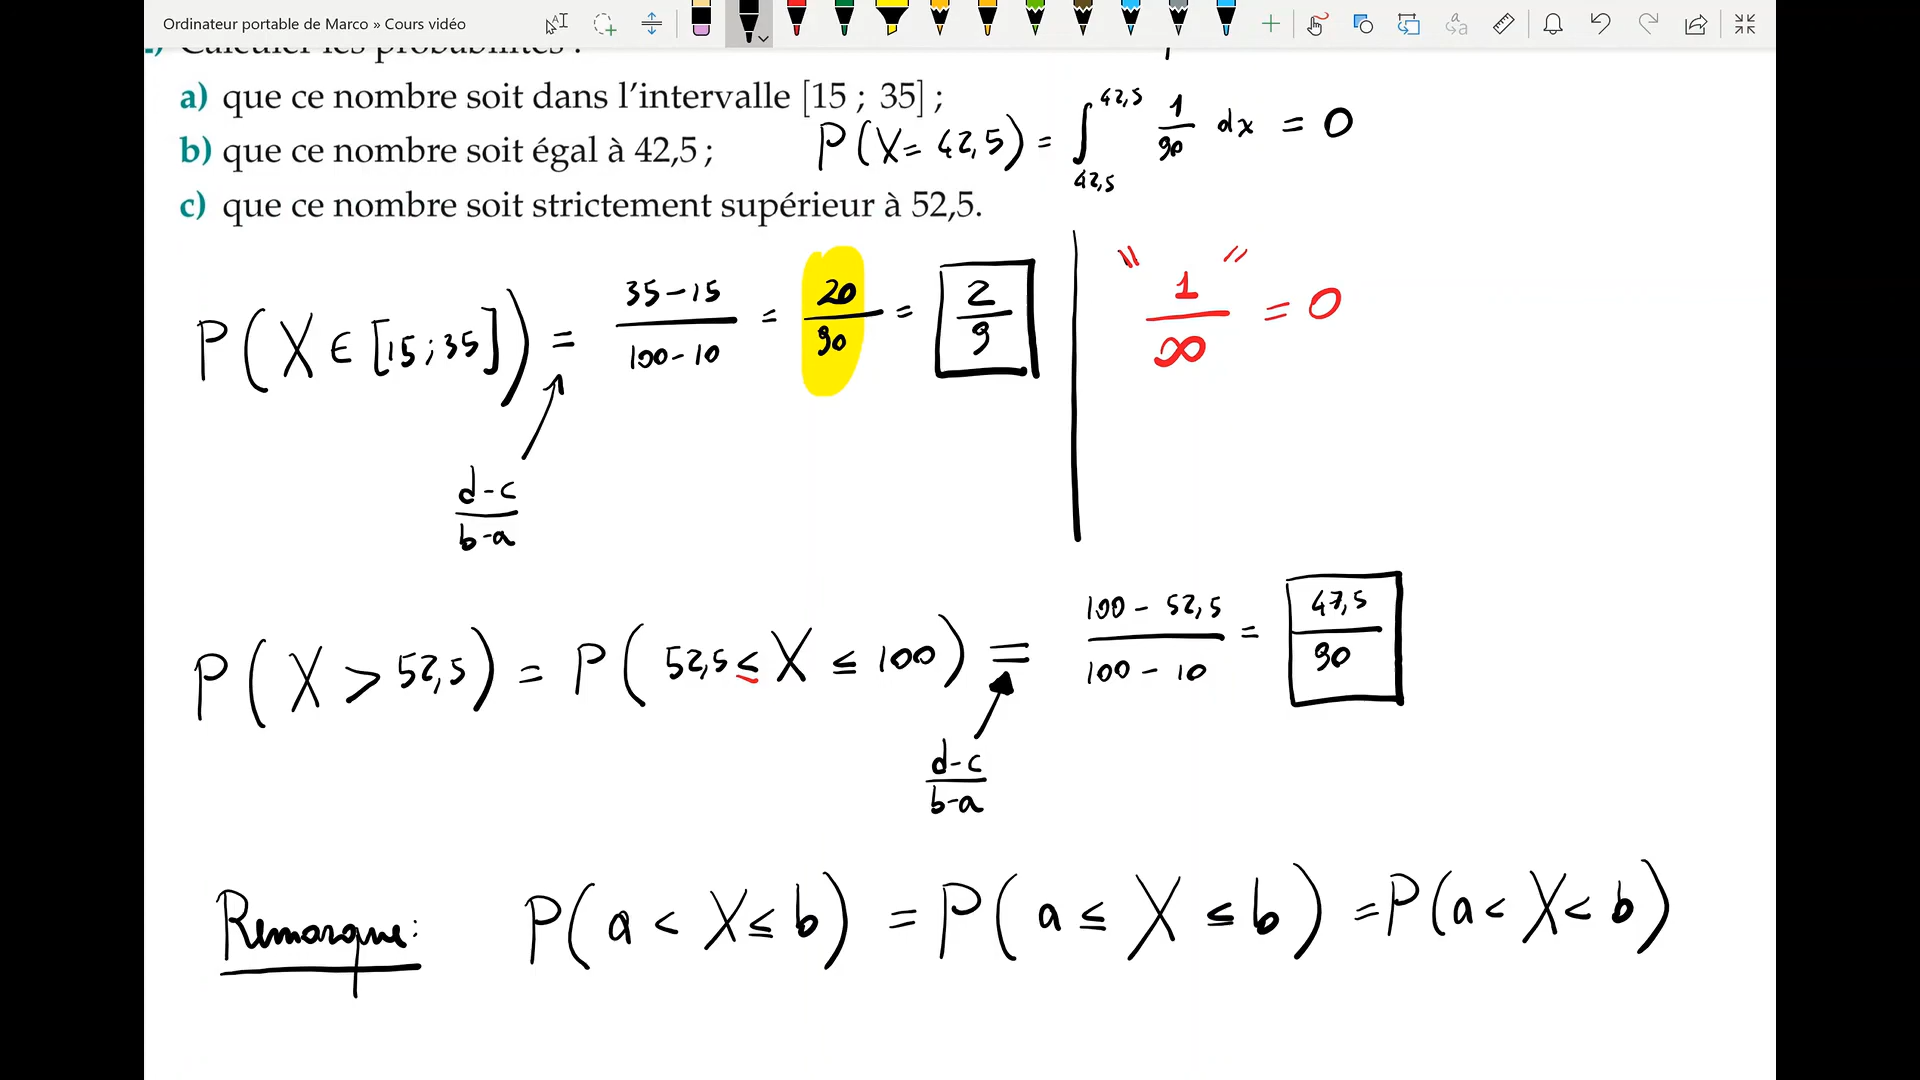 Ordinateur portable de Marco » Cours vidéo
Calculer les probabilités :
a) que ce nombre soit dans l'intervalle [15 ; 35] ;
b) que ce nombre soit égal à 42,5 ;
P(X = 42,5) = ∫_{42,5}^{42,5} 1/90 dx = 0
c) que ce nombre soit strictement supérieur à 52,5.
P(X ∈ [15 ; 35]) = (35-15)/(100-10) = 20/90 = 2/9
" 1/∞ " = 0
(d-c)/(b-a)
P(X > 52,5) = P(52,5 ≤ X ≤ 100) = (100 - 52,5)/(100 - 10) = 47,5/90
(d-c)/(b-a)
Remarque : P(a < X ≤ b) = P(a ≤ X ≤ b) = P(a < X < b)